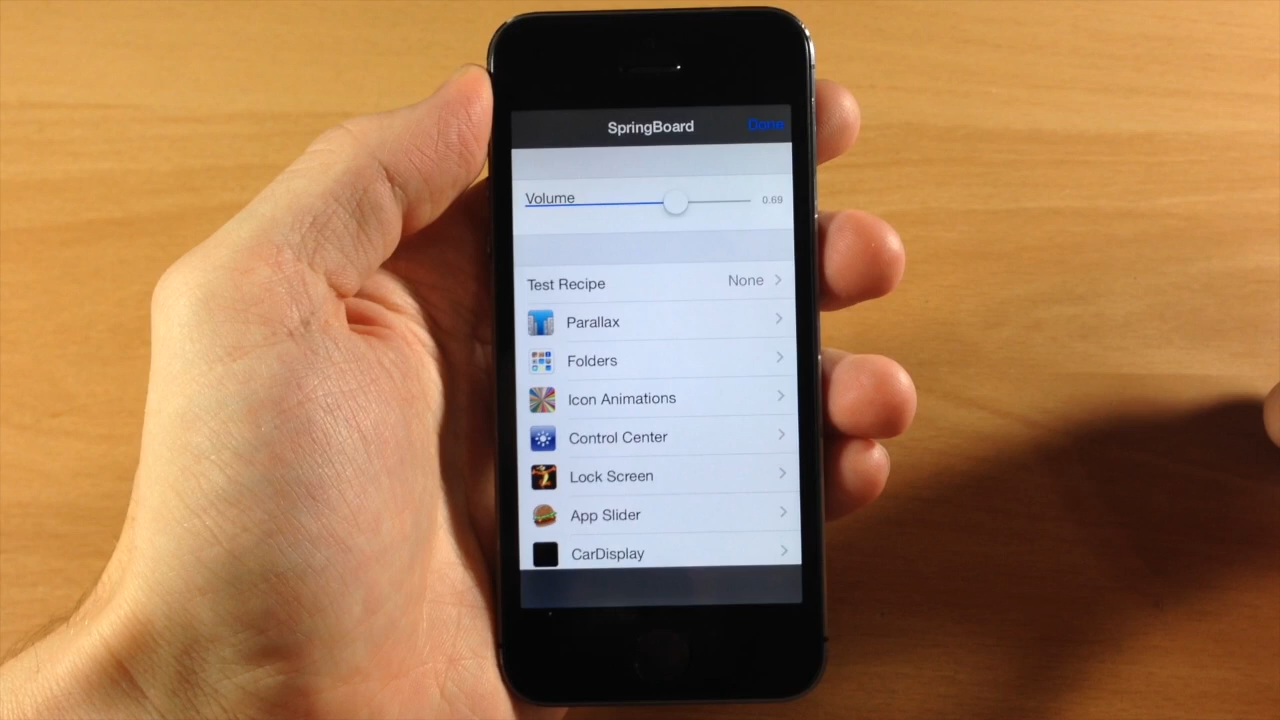 SpringBoard Done
Volume 0.69
Test Recipe None
Parallax
Folders
Icon Animations
Control Center
Lock Screen
App Slider
CarDisplay